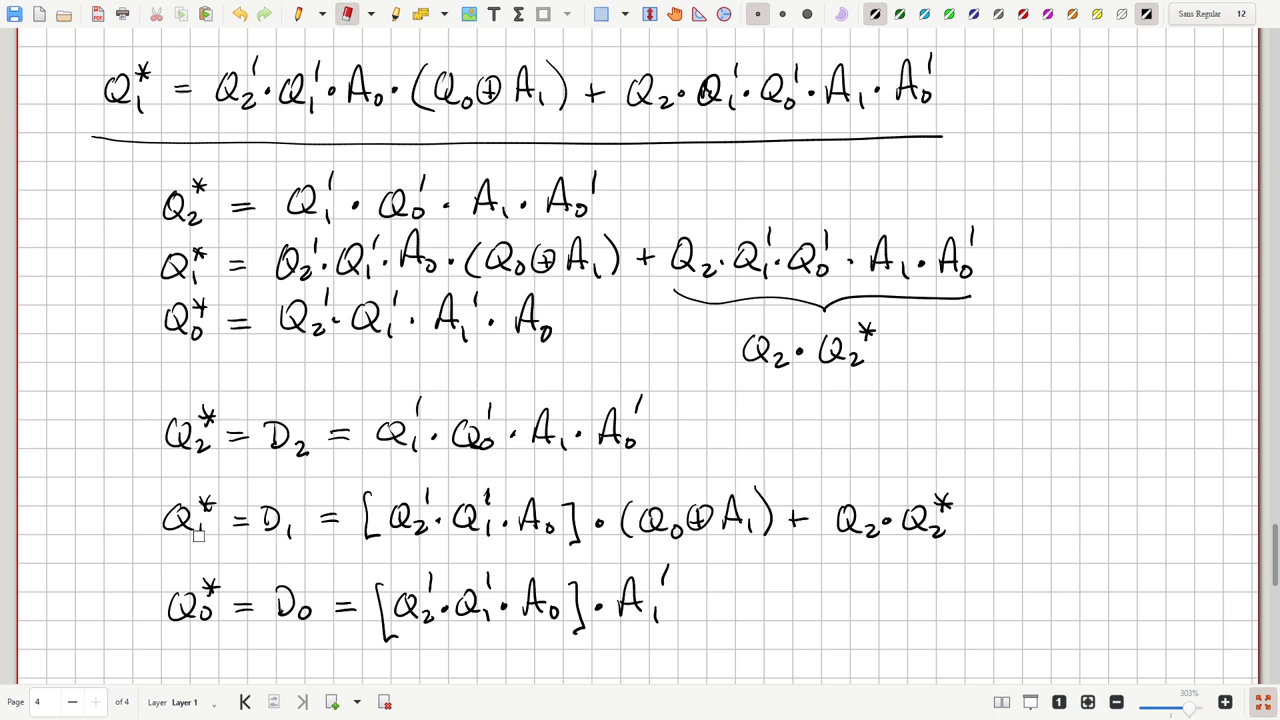 Sans Regular 12
Q₁* = Q₂'·Q₁'·A₀·(Q₀⊕A₁) + Q₂·Q₁'·Q₀'·A₁·A₀'
Q₂* = Q₁'·Q₀'·A₁·A₀'
Q₁* = Q₂'·Q₁'·A₀·(Q₀⊕A₁) + Q₂·Q₁'·Q₀'·A₁·A₀'
Q₀* = Q₂'·Q₁'·A₁'·A₀
Q₂·Q₂*
Q₂* = D₂ = Q₁'·Q₀'·A₁·A₀'
Q₁* = D₁ = [Q₂'·Q₁'·A₀]·(Q₀⊕A₁) + Q₂·Q₂*
Q₀* = D₀ = [Q₂'·Q₁'·A₀]·A₁'
Page 4 of 4 Layer Layer 1 303%